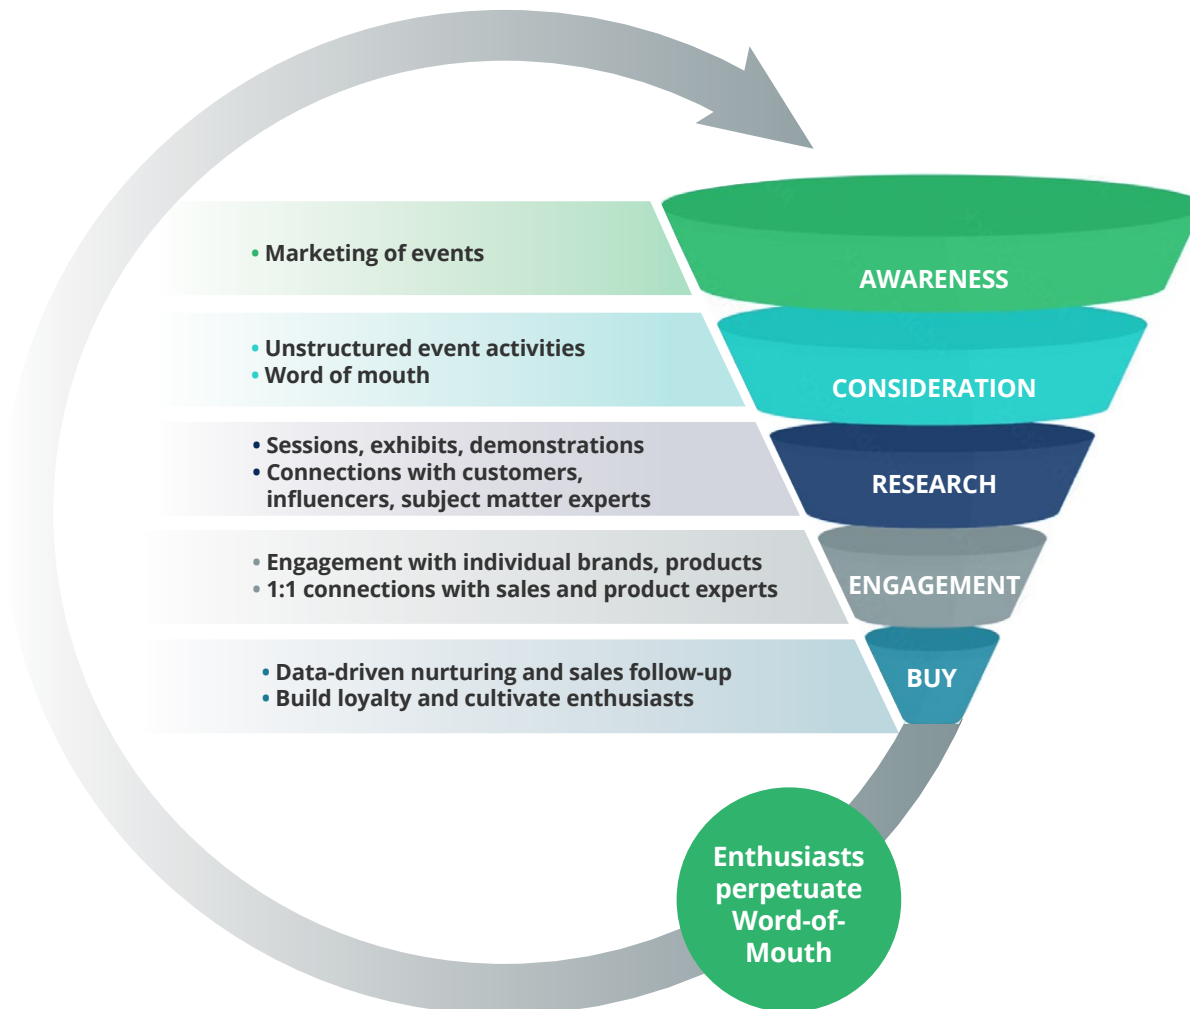 • Marketing of events
AWARENESS
• Unstructured event activities
• Word of mouth
CONSIDERATION
• Sessions, exhibits, demonstrations
• Connections with customers,
influencers, subject matter experts
RESEARCH
• Engagement with individual brands, products
• 1:1 connections with sales and product experts
ENGAGEMENT
• Data-driven nurturing and sales follow-up
• Build loyalty and cultivate enthusiasts
BUY
Enthusiasts
perpetuate
Word-of-
Mouth